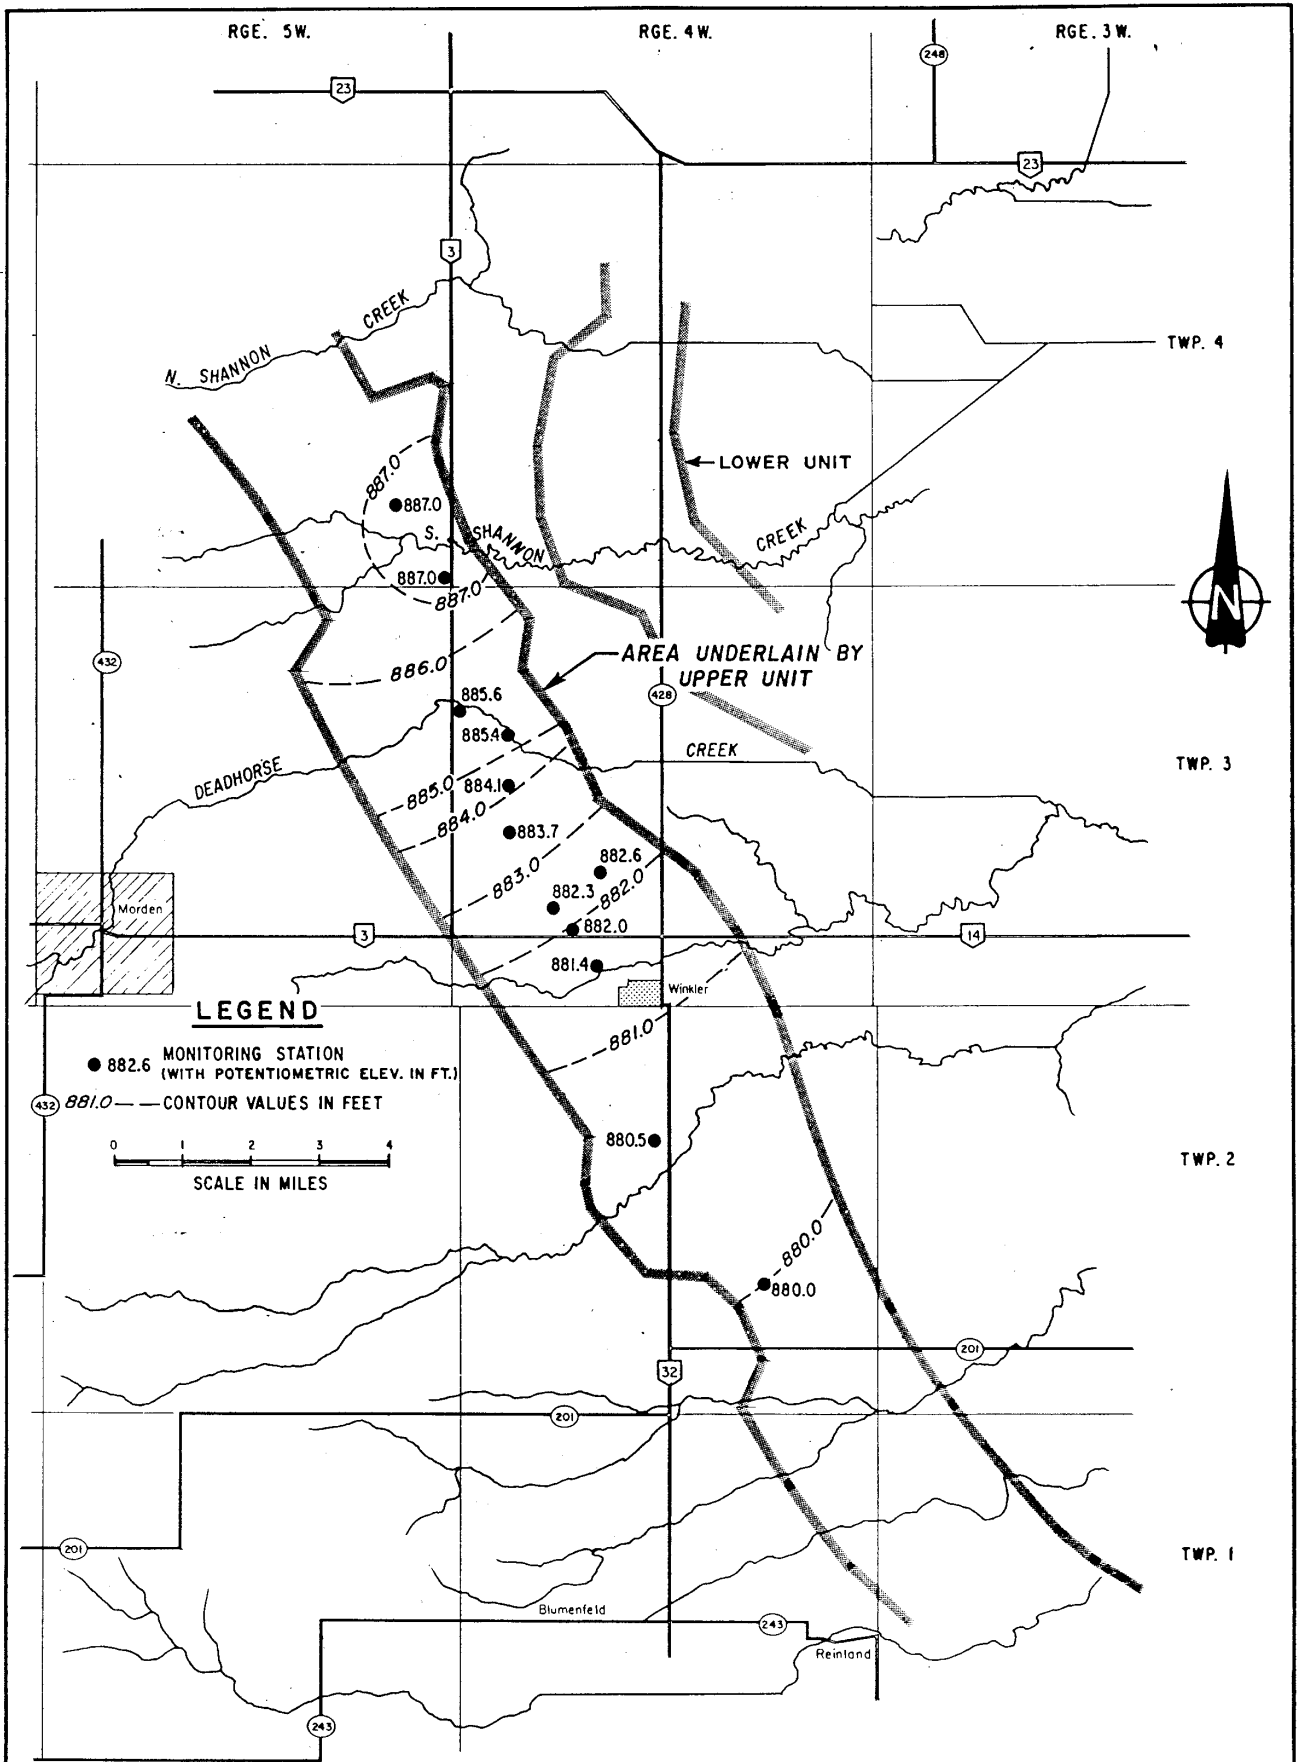 RGE. 5W.
RGE. 4W.
RGE. 3W.
248
23
23
3
N. SHANNON CREEK
TWP. 4
LOWER UNIT
887.0
887.0
S. SHANNON CREEK
887.0
887.0
432
886.0
AREA UNDERLAIN BY
UPPER UNIT
428
885.6
885.4
DEADHORSE CREEK
TWP. 3
885.0
884.1
884.0
883.7
883.0
882.6
882.0
882.3
882.0
Morden
3
14
881.4
Winkler
LEGEND
881.0
882.6 MONITORING STATION
(WITH POTENTIOMETRIC ELEV. IN FT.)
432
881.0 — — CONTOUR VALUES IN FEET
0 1 2 3 4
SCALE IN MILES
N
880.5
TWP. 2
880.0
880.0
201
32
201
201
TWP. 1
Blumenfeld
243
Reinland
243